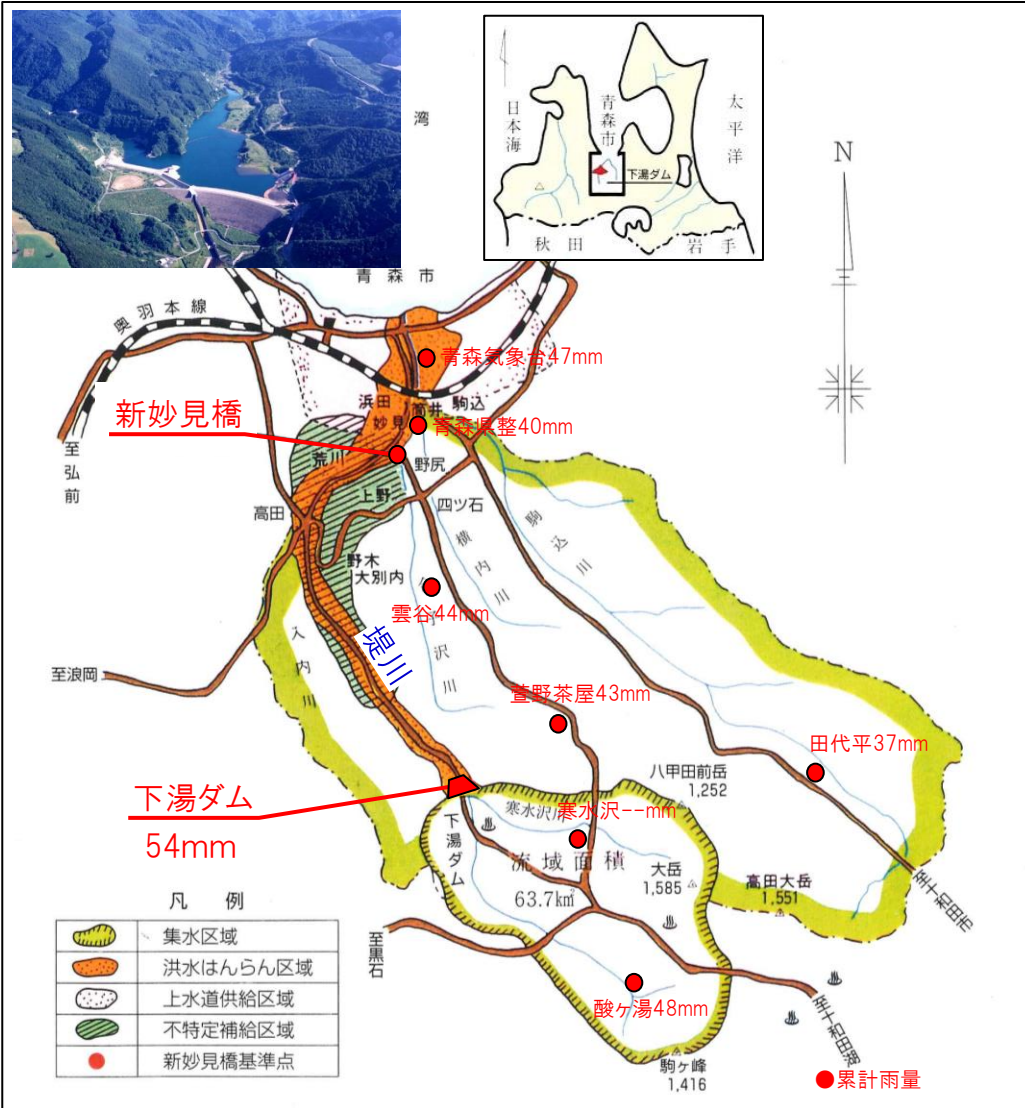 湾
日本海
青森市
太平洋
下湯ダム
秋田
岩手
N
青森市
奥羽本線
青森気象台47mm
浜田
筒井
駒込
妙見
青森県整40mm
新妙見橋
至弘前
荒川
野尻
上野
四ツ石
高田
横内川
駒込川
野木
大別内
雲谷44mm
沢川
入内川
堤川
至浪岡
萱野茶屋43mm
田代平37mm
八甲田前岳
1,252
下湯ダム
54mm
寒水沢川
寒水沢--mm
下湯ダム
流域面積
63.7km²
大岳
1,585
高田大岳
1,551
至十和田市
至黒石
酸ヶ湯48mm
至十和田湖
駒ヶ峰
1,416
累計雨量
凡例
集水区域
洪水はんらん区域
上水道供給区域
不特定補給区域
新妙見橋基準点